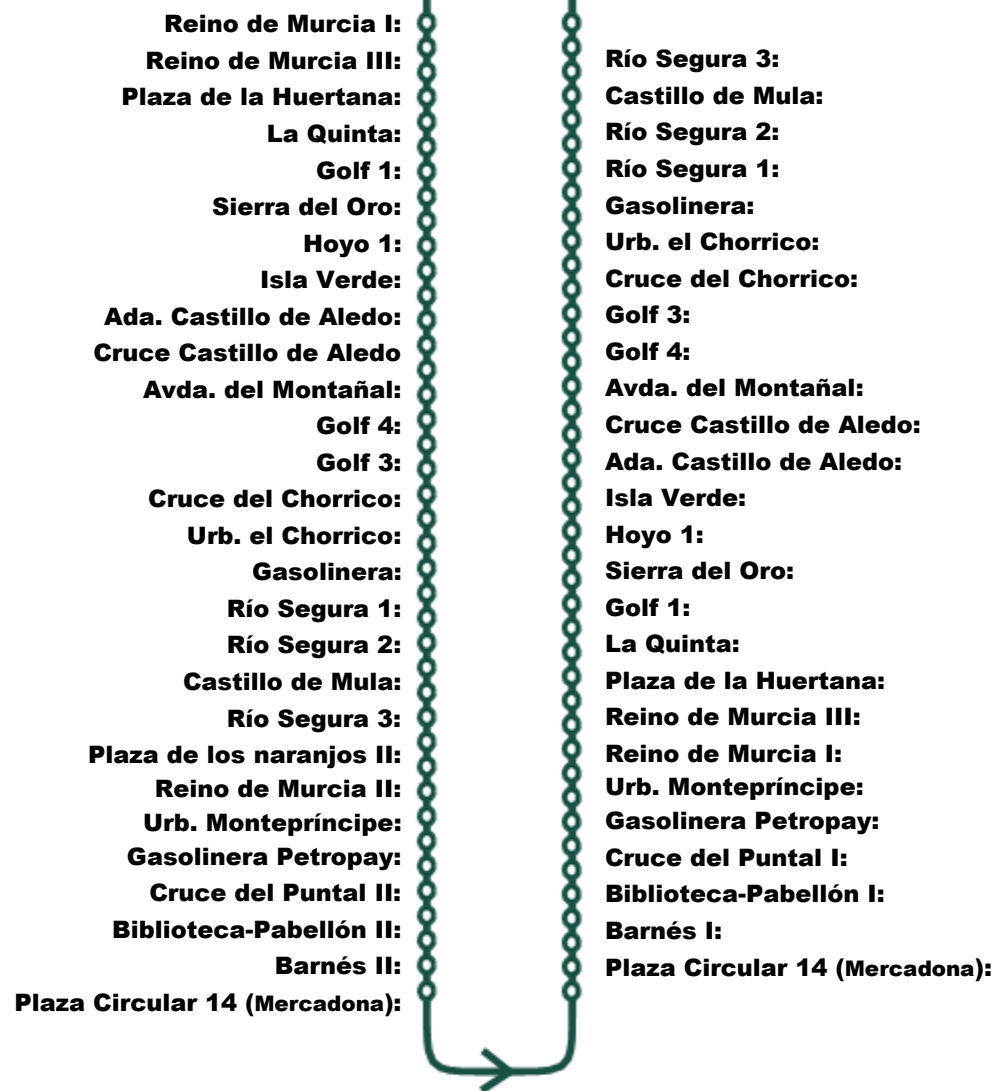 Reino de Murcia I:
Reino de Murcia III:
Plaza de la Huertana:
La Quinta:
Golf 1:
Sierra del Oro:
Hoyo 1:
Isla Verde:
Ada. Castillo de Aledo:
Cruce Castillo de Aledo
Avda. del Montañal:
Golf 4:
Golf 3:
Cruce del Chorrico:
Urb. el Chorrico:
Gasolinera:
Río Segura 1:
Río Segura 2:
Castillo de Mula:
Río Segura 3:
Plaza de los naranjos II:
Reino de Murcia II:
Urb. Montepríncipe:
Gasolinera Petropay:
Cruce del Puntal II:
Biblioteca-Pabellón II:
Barnés II:
Plaza Circular 14 (Mercadona):
Río Segura 3:
Castillo de Mula:
Río Segura 2:
Río Segura 1:
Gasolinera:
Urb. el Chorrico:
Cruce del Chorrico:
Golf 3:
Golf 4:
Avda. del Montañal:
Cruce Castillo de Aledo:
Ada. Castillo de Aledo:
Isla Verde:
Hoyo 1:
Sierra del Oro:
Golf 1:
La Quinta:
Plaza de la Huertana:
Reino de Murcia III:
Reino de Murcia I:
Urb. Montepríncipe:
Gasolinera Petropay:
Cruce del Puntal I:
Biblioteca-Pabellón I:
Barnés I:
Plaza Circular 14 (Mercadona):